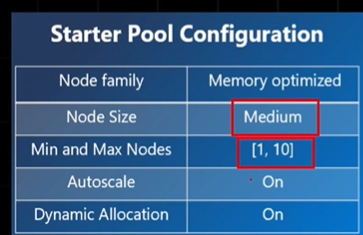 Starter Pool Configuration
Node family Memory optimized
Node Size Medium
Min and Max Nodes [1, 10]
Autoscale On
Dynamic Allocation On